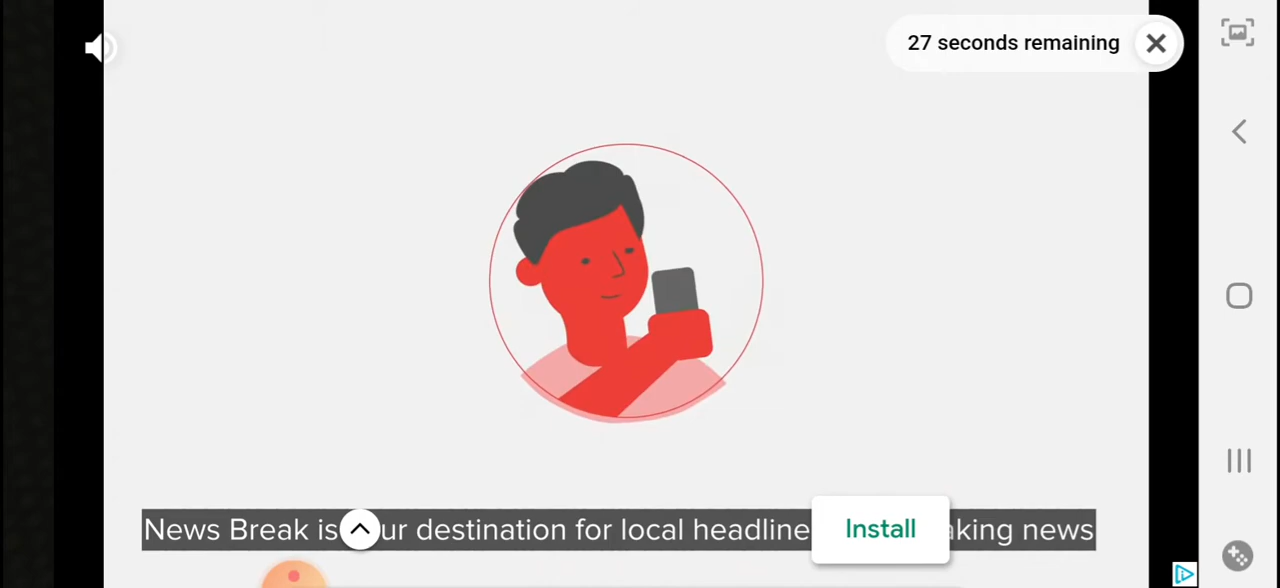 27 seconds remaining
News Break is ur destination for local headline aking news
Install